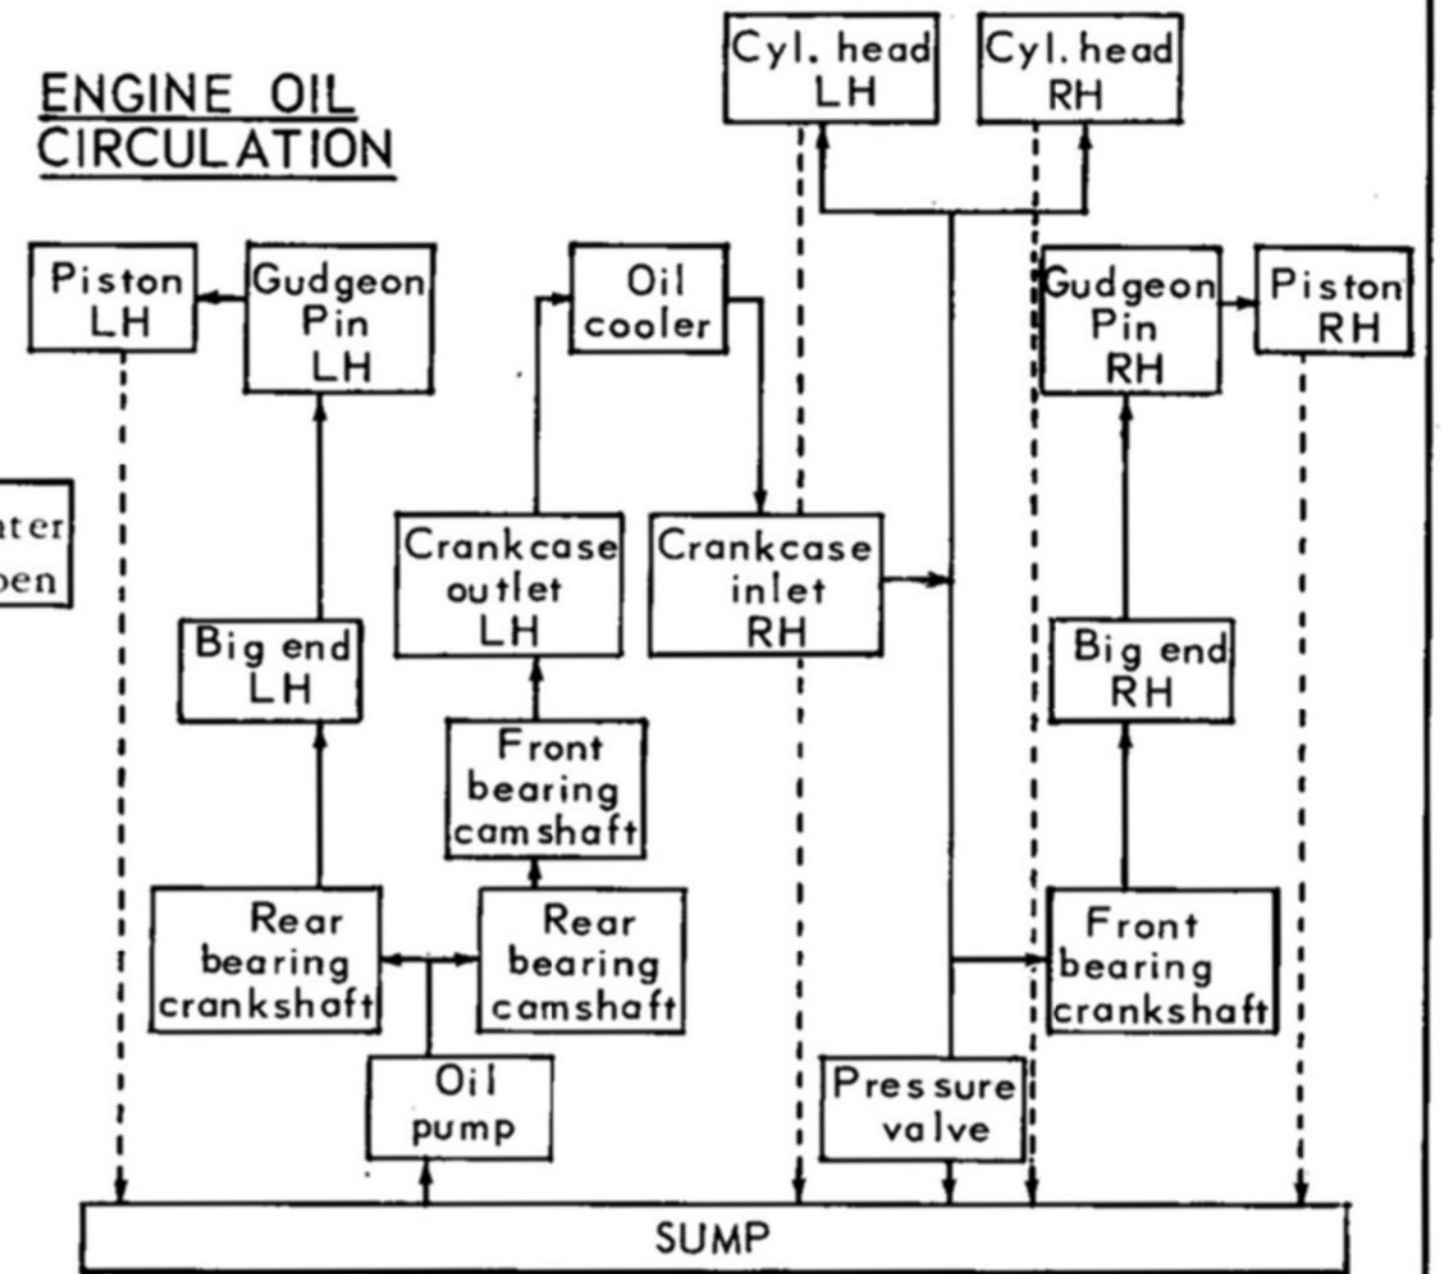 ENGINE OIL
CIRCULATION
Cyl. head
LH
Cyl. head
RH
Piston
LH
Gudgeon
Pin
LH
Oil
cooler
Gudgeon
Pin
RH
Piston
RH
Crankcase
outlet
LH
Crankcase
inlet
RH
Big end
LH
Big end
RH
Front
bearing
camshaft
Rear
bearing
crankshaft
Rear
bearing
camshaft
Front
bearing
crankshaft
Oil
pump
Pressure
valve
SUMP